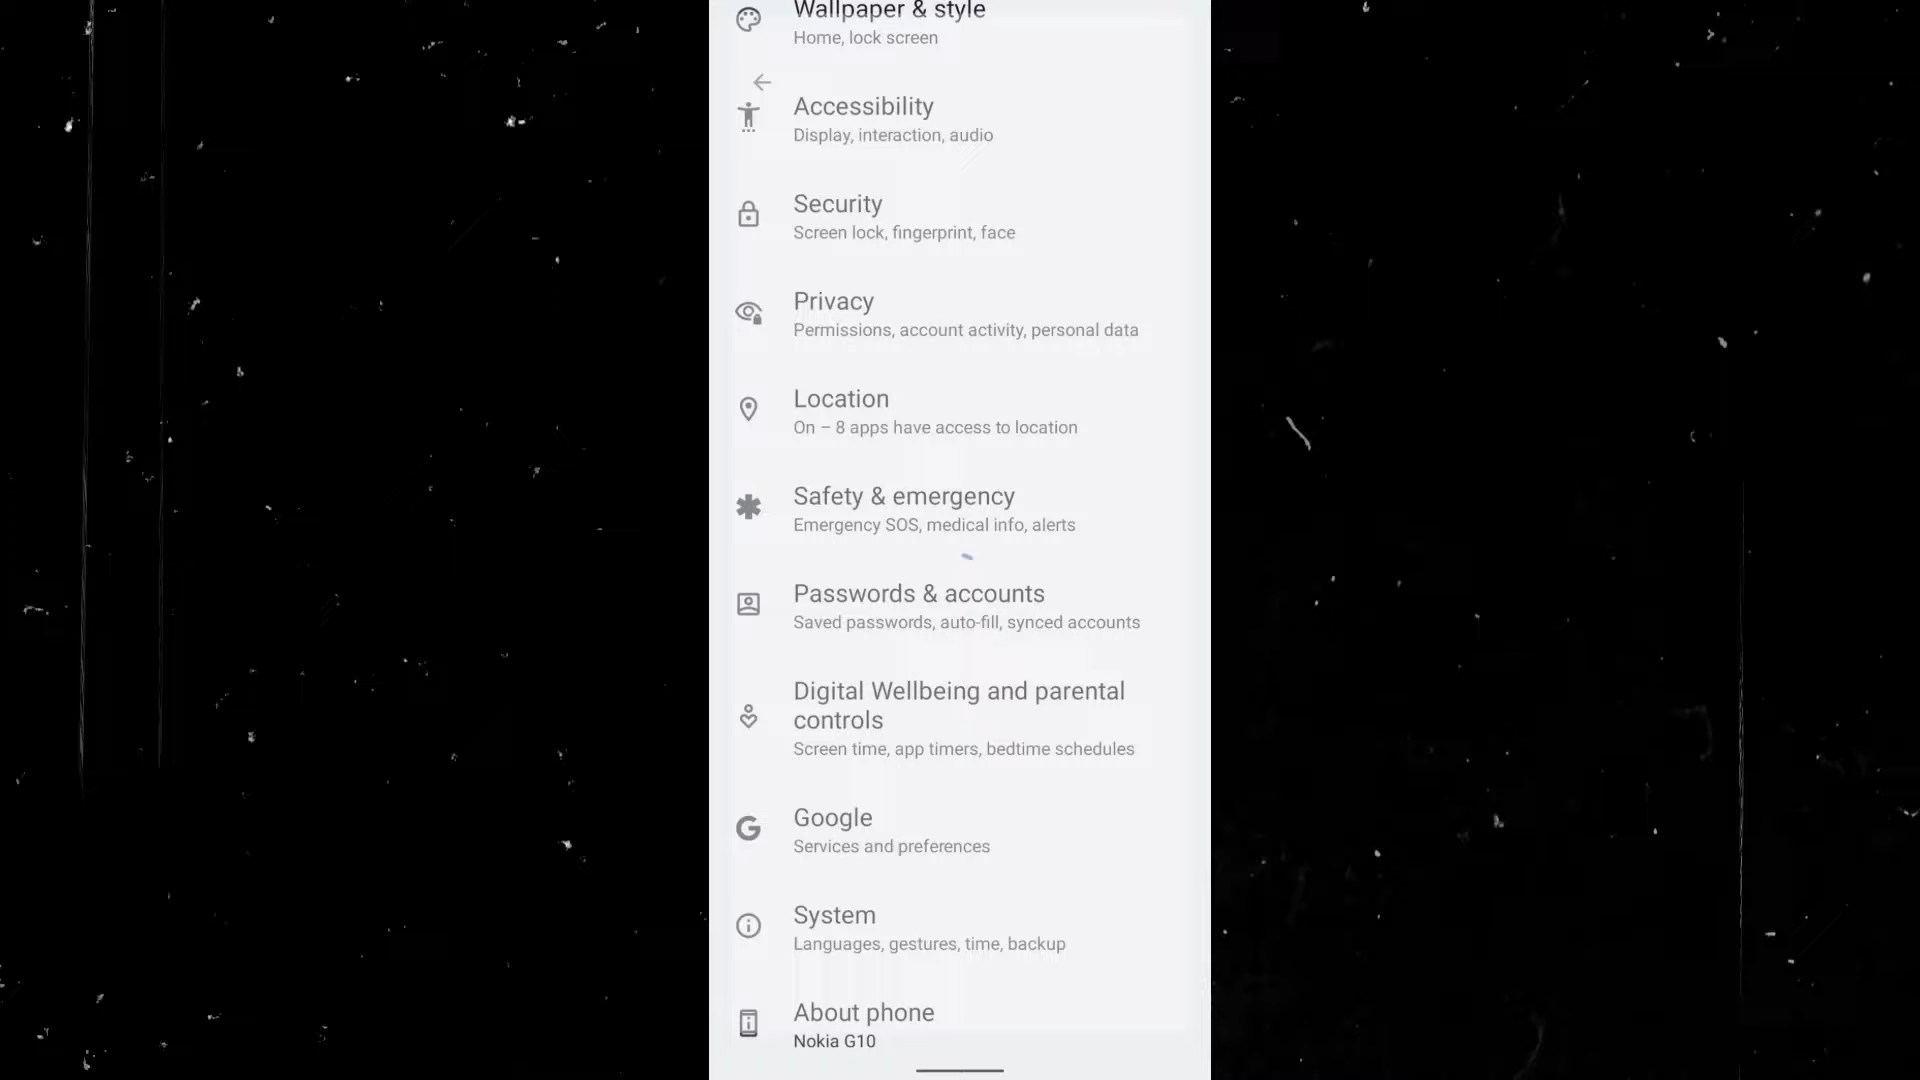 Wallpaper & style
Home, lock screen
Accessibility
Display, interaction, audio
Security
Screen lock, fingerprint, face
Privacy
Permissions, account activity, personal data
Location
On – 8 apps have access to location
Safety & emergency
Emergency SOS, medical info, alerts
Passwords & accounts
Saved passwords, auto-fill, synced accounts
Digital Wellbeing and parental
controls
Screen time, app timers, bedtime schedules
Google
Services and preferences
System
Languages, gestures, time, backup
About phone
Nokia G10